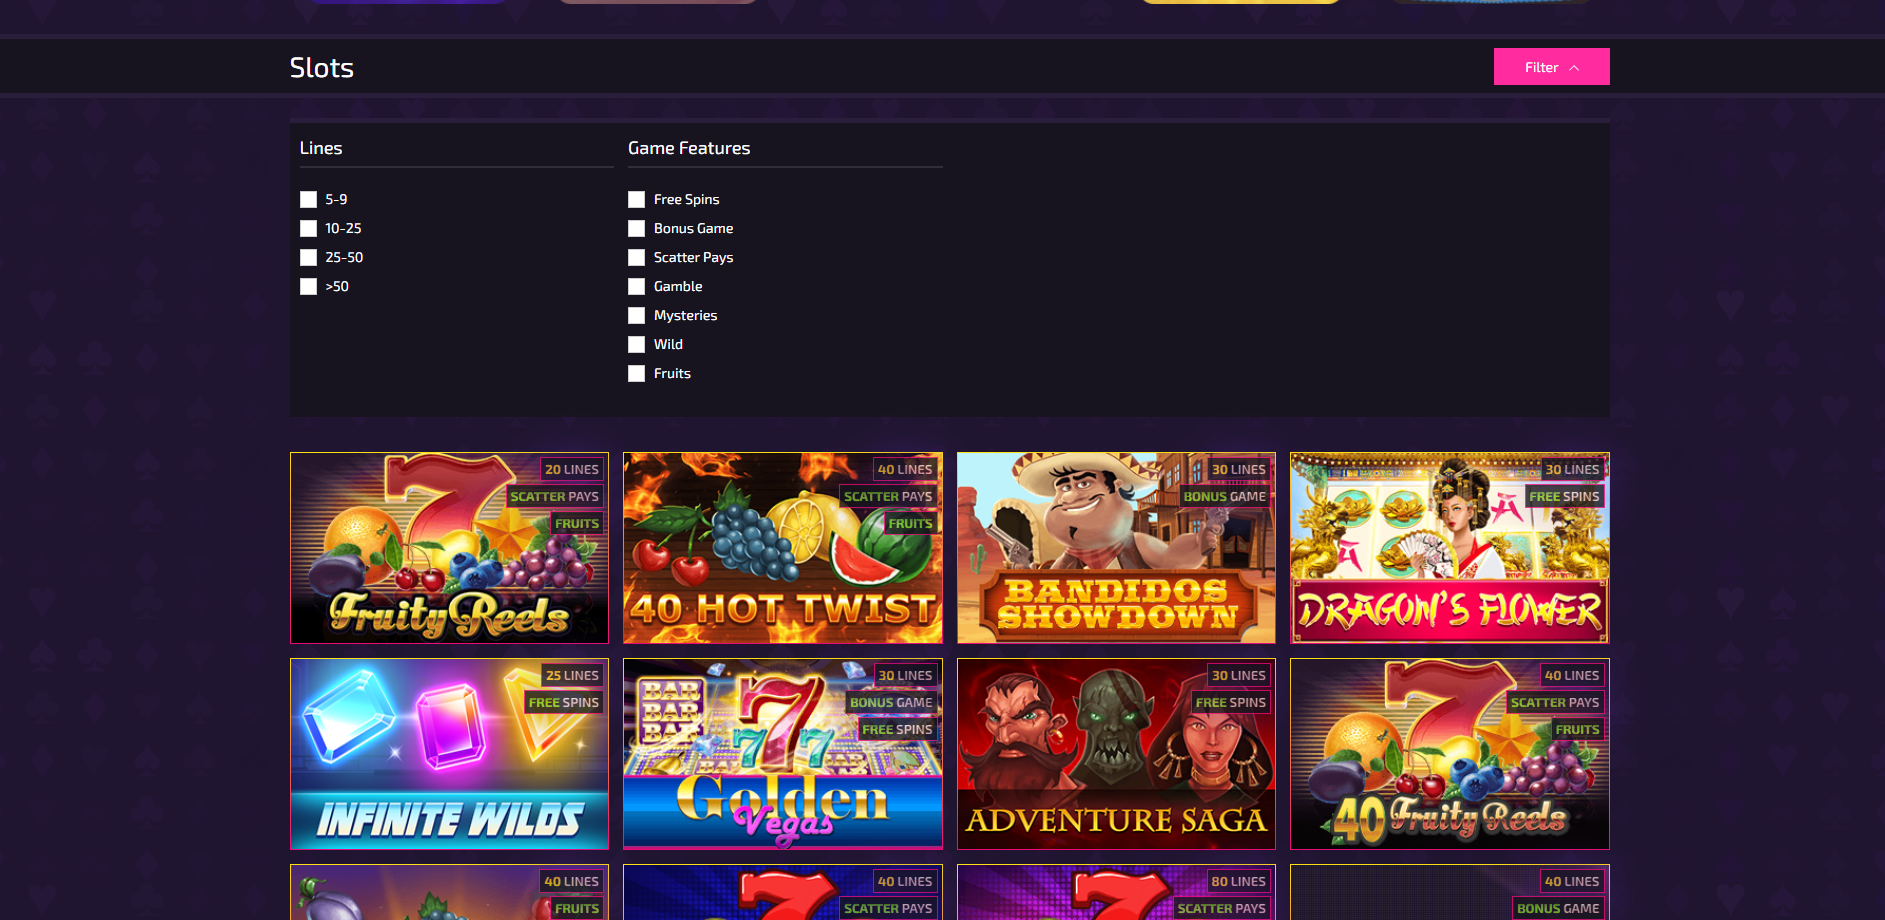 Slots
Filter
Lines
5-9
10-25
25-50
>50
Game Features
Free Spins
Bonus Game
Scatter Pays
Gamble
Mysteries
Wild
Fruits
20 LINES
SCATTER PAYS
FRUITS
Fruity Reels
40 LINES
SCATTER PAYS
FRUITS
40 HOT TWIST
30 LINES
BONUS GAME
BANDIDOS
SHOWDOWN
30 LINES
FREE SPINS
DRAGON'S FLOWER
25 LINES
FREE SPINS
INFINITE WILDS
30 LINES
BONUS GAME
FREE SPINS
BAR
BAR
BAR
7
7
7
Golden
Vegas
30 LINES
FREE SPINS
ADVENTURE SAGA
40 LINES
SCATTER PAYS
FRUITS
40 Fruity Reels
40 LINES
FRUITS
40 LINES
SCATTER PAYS
80 LINES
SCATTER PAYS
40 LINES
BONUS GAME